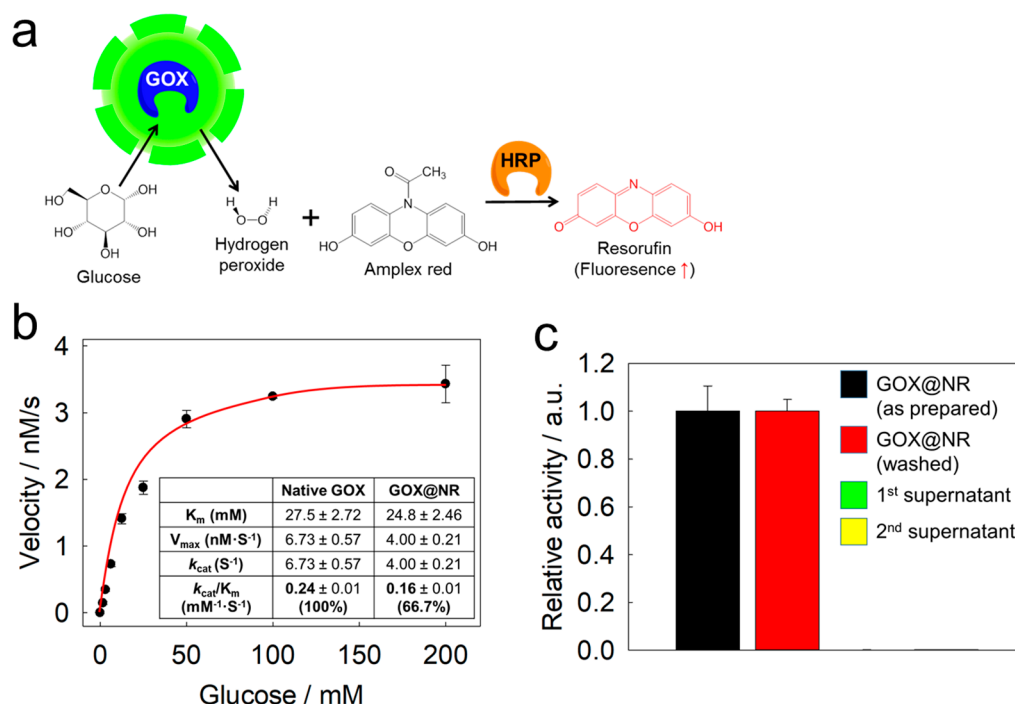 a
GOX
HRP
HO
O
OH
HO
OH
OH
Glucose
H
H
O
O
Hydrogen
peroxide
+
O
CH3
N
HO
O
OH
Amplex red
N
O
O
OH
Resorufin
(Fluoresence ↑)
b
Velocity / nM/s
4
3
2
1
0
0 50 100 150 200
Glucose / mM
Native GOX GOX@NR
Km (mM) 27.5 ± 2.72 24.8 ± 2.46
Vmax (nM·S-1) 6.73 ± 0.57 4.00 ± 0.21
kcat (S-1) 6.73 ± 0.57 4.00 ± 0.21
kcat/Km 0.24 ± 0.01 0.16 ± 0.01
(mM-1·S-1) (100%) (66.7%)
c
Relative activity / a.u.
1.2
1.0
0.8
0.6
0.4
0.2
0.0
GOX@NR
(as prepared)
GOX@NR
(washed)
1st supernatant
2nd supernatant